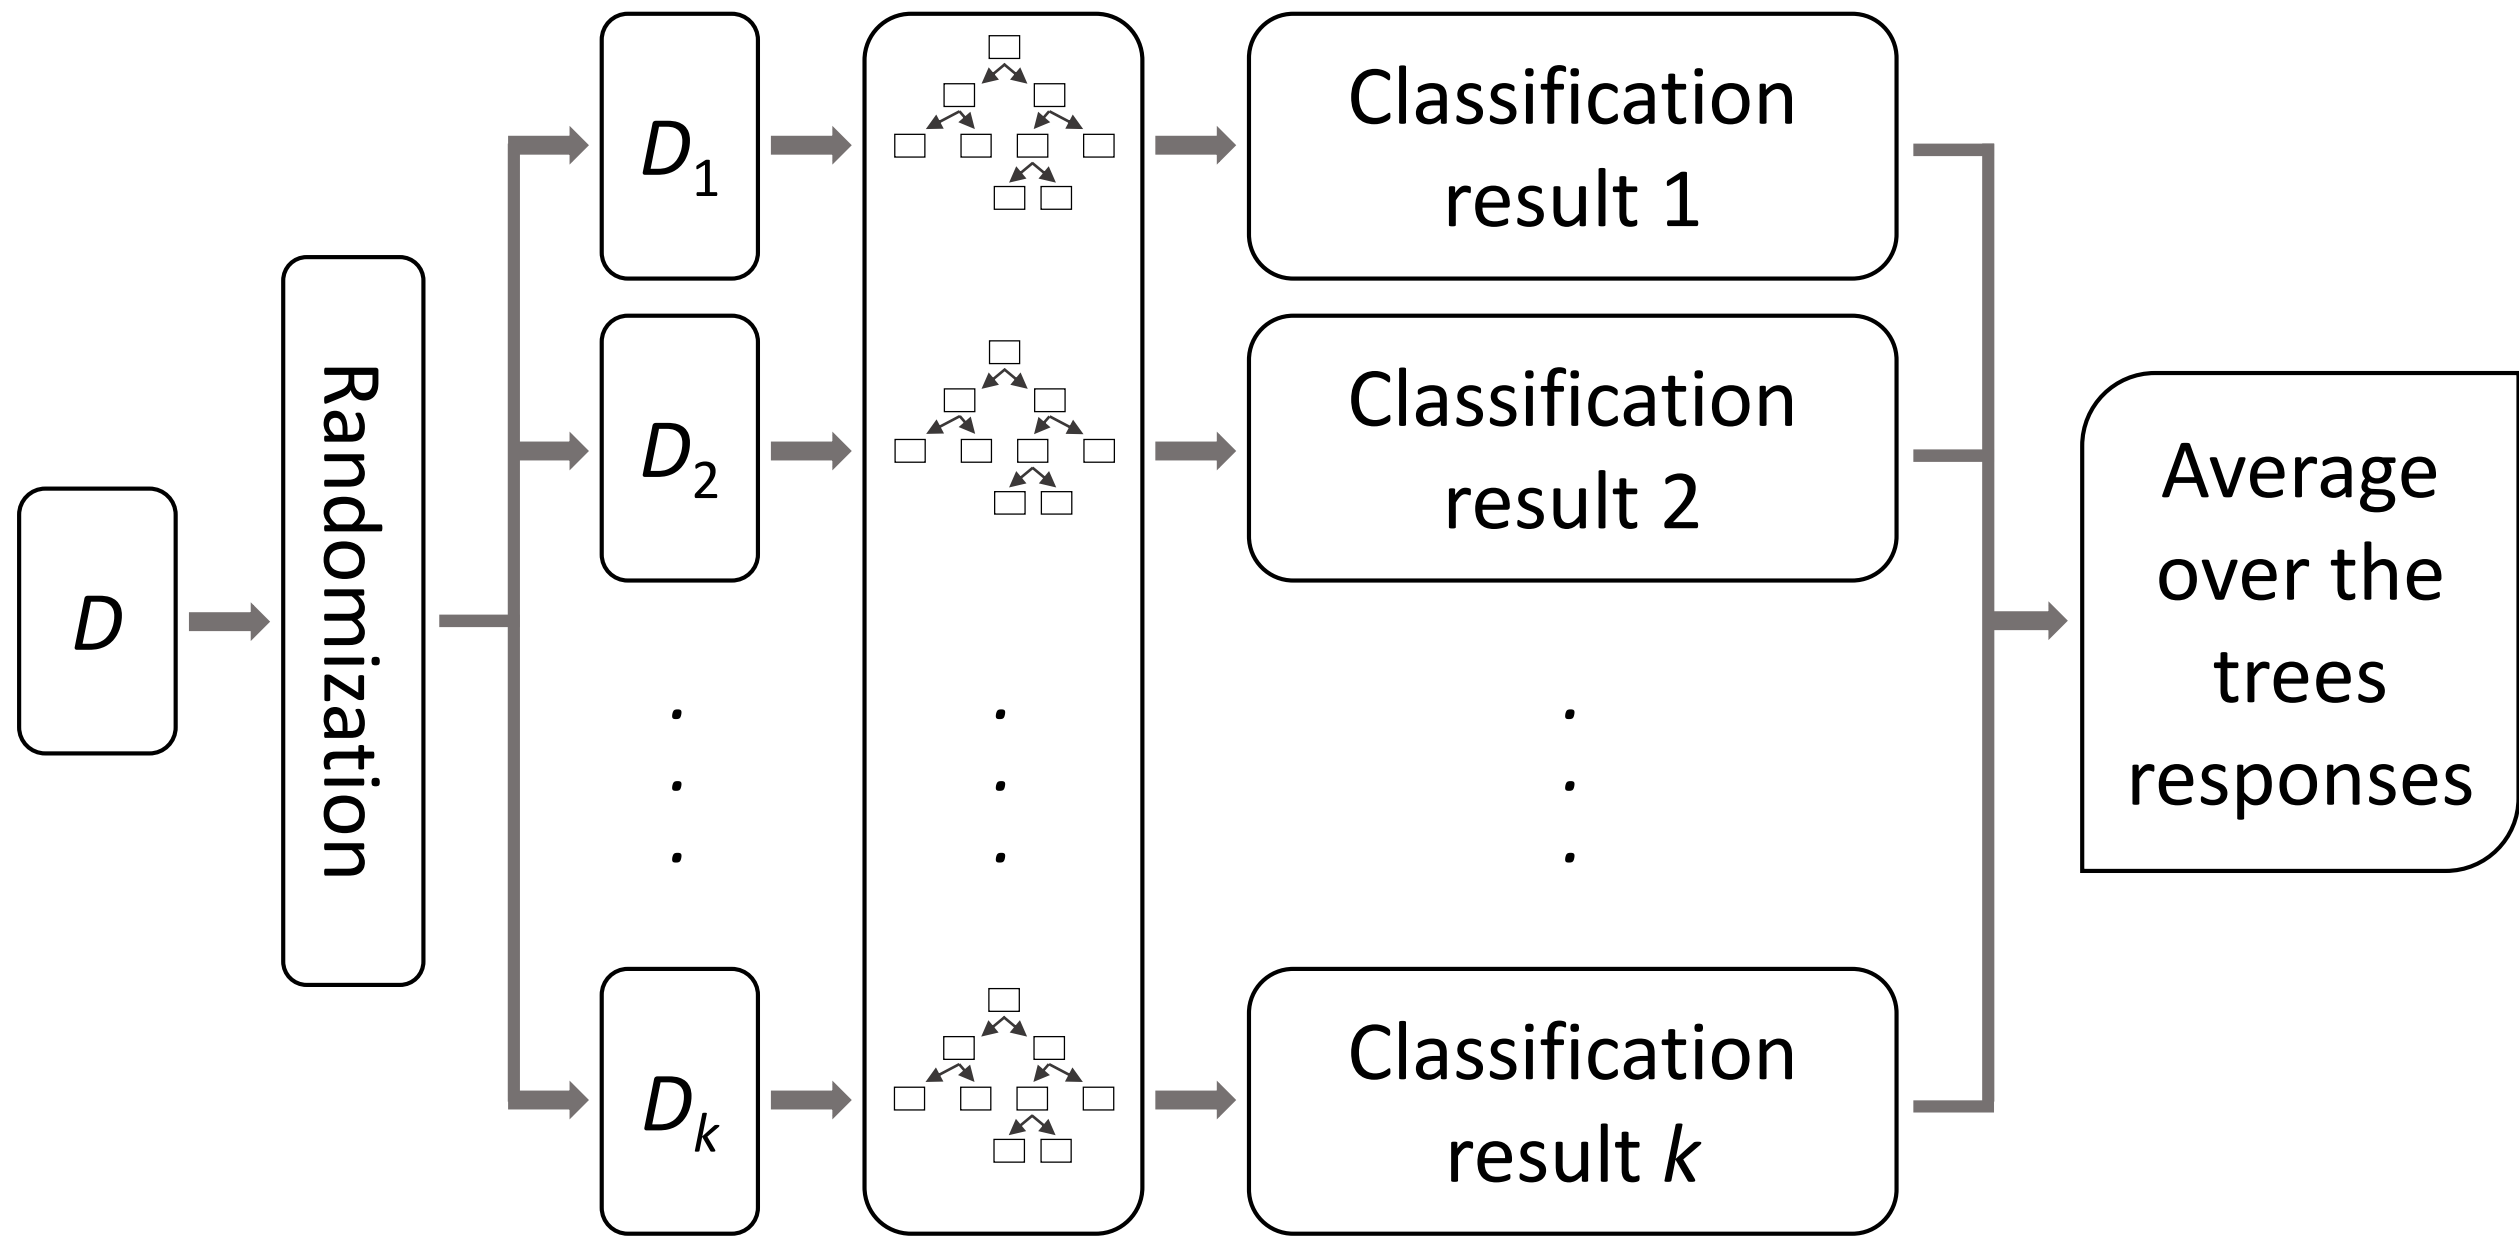 D
Randomization
D1
D2
.
.
.
Dk
.
.
.
Classification
result 1
Classification
result 2
.
.
.
Classification
result k
Average
over the
trees
responses